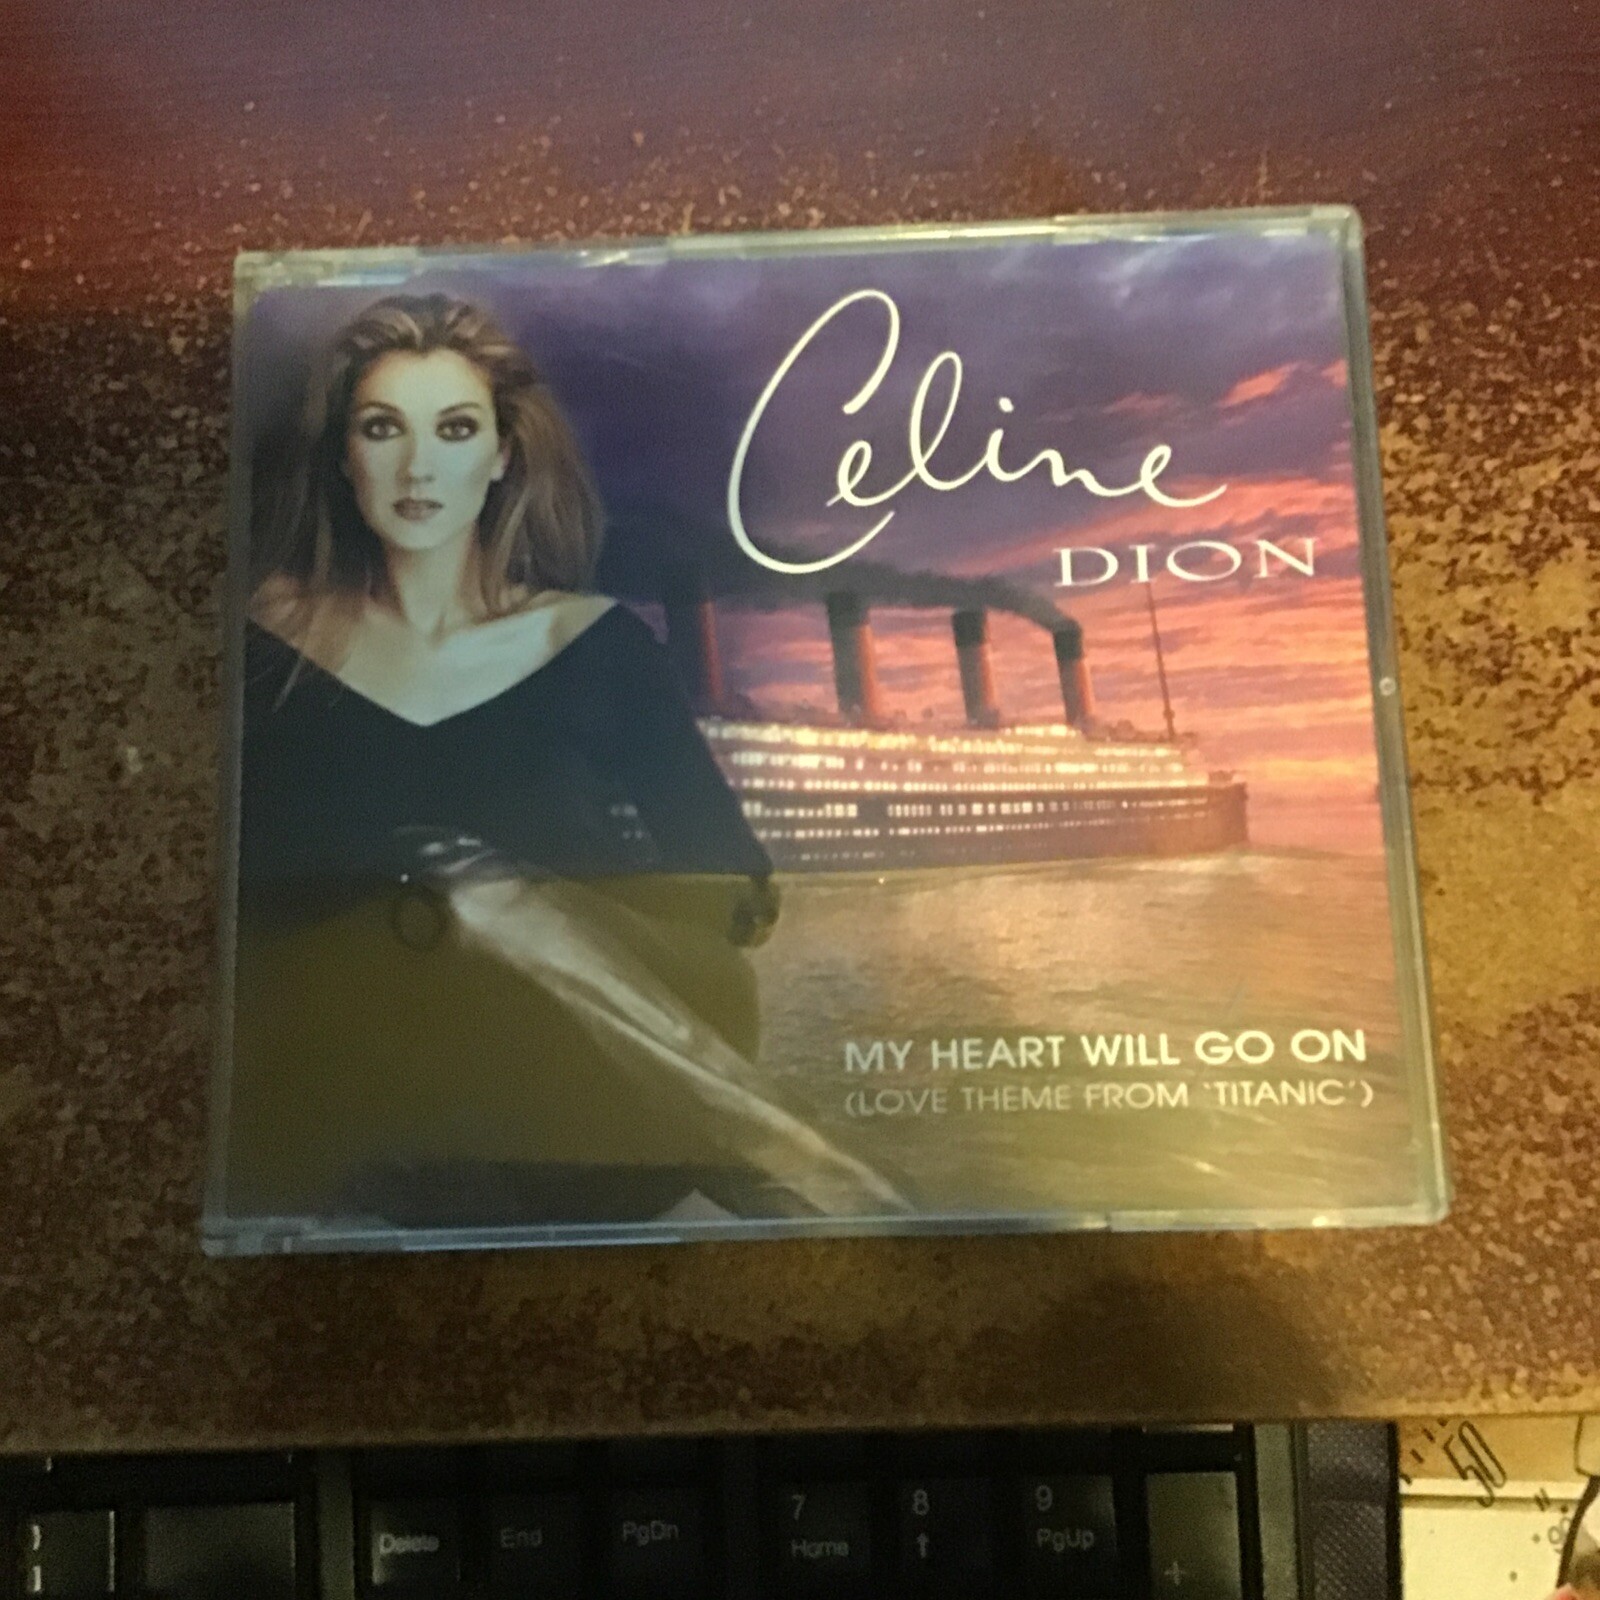 Celine
DION
MY HEART WILL GO ON
(LOVE THEME FROM 'TITANIC')
7
8
9
Delete
End
PgDn
Home
↑
PgUp
+
}
]
50